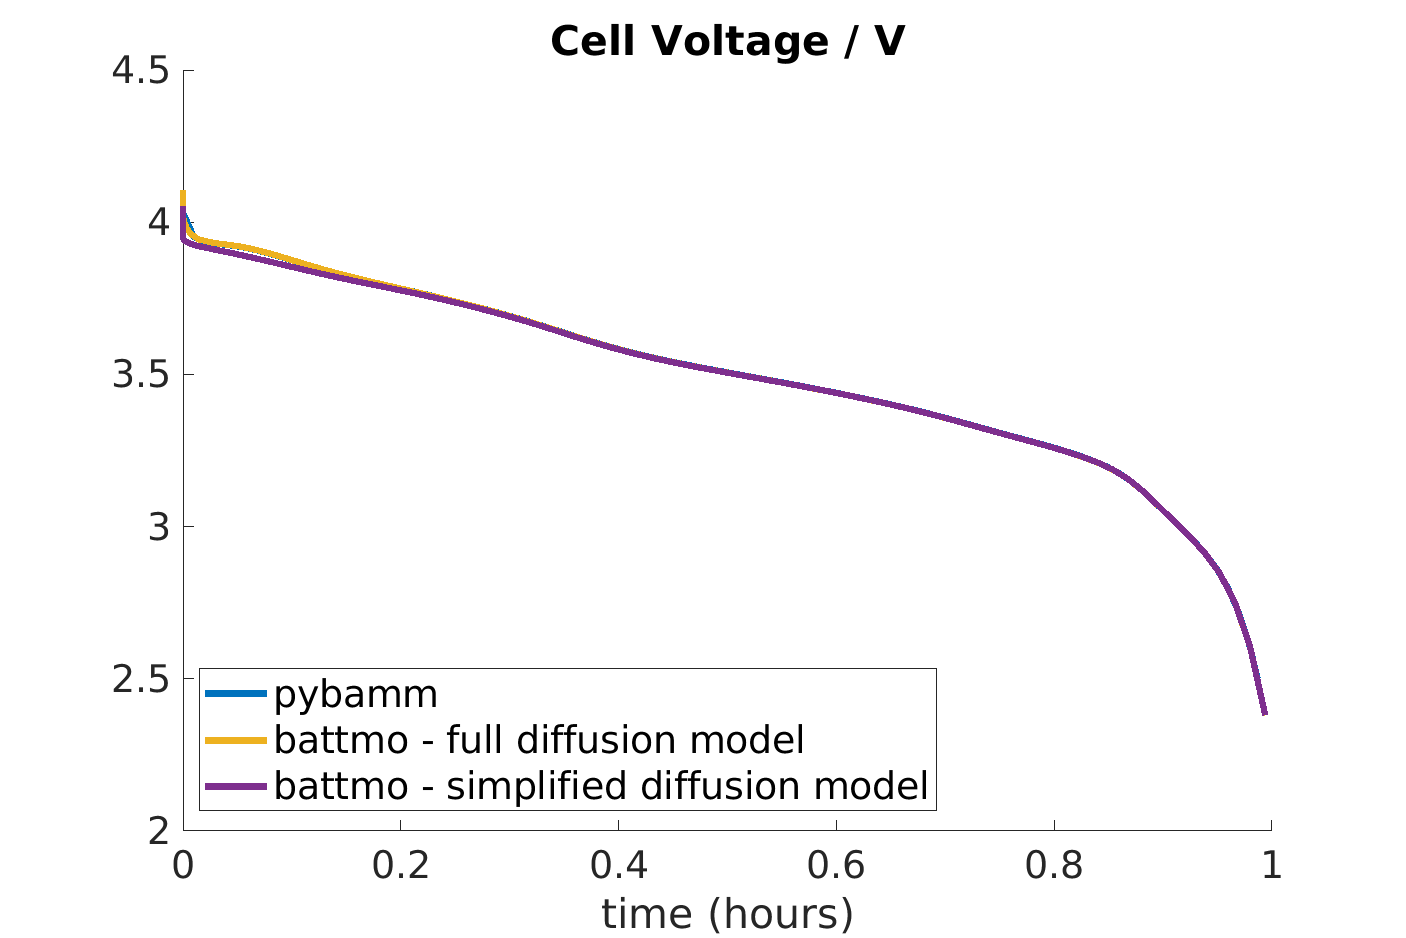 Cell Voltage / V
4.5
4
3.5
3
2.5
2
pybamm
battmo - full diffusion model
battmo - simplified diffusion model
0 0.2 0.4 0.6 0.8 1
time (hours)